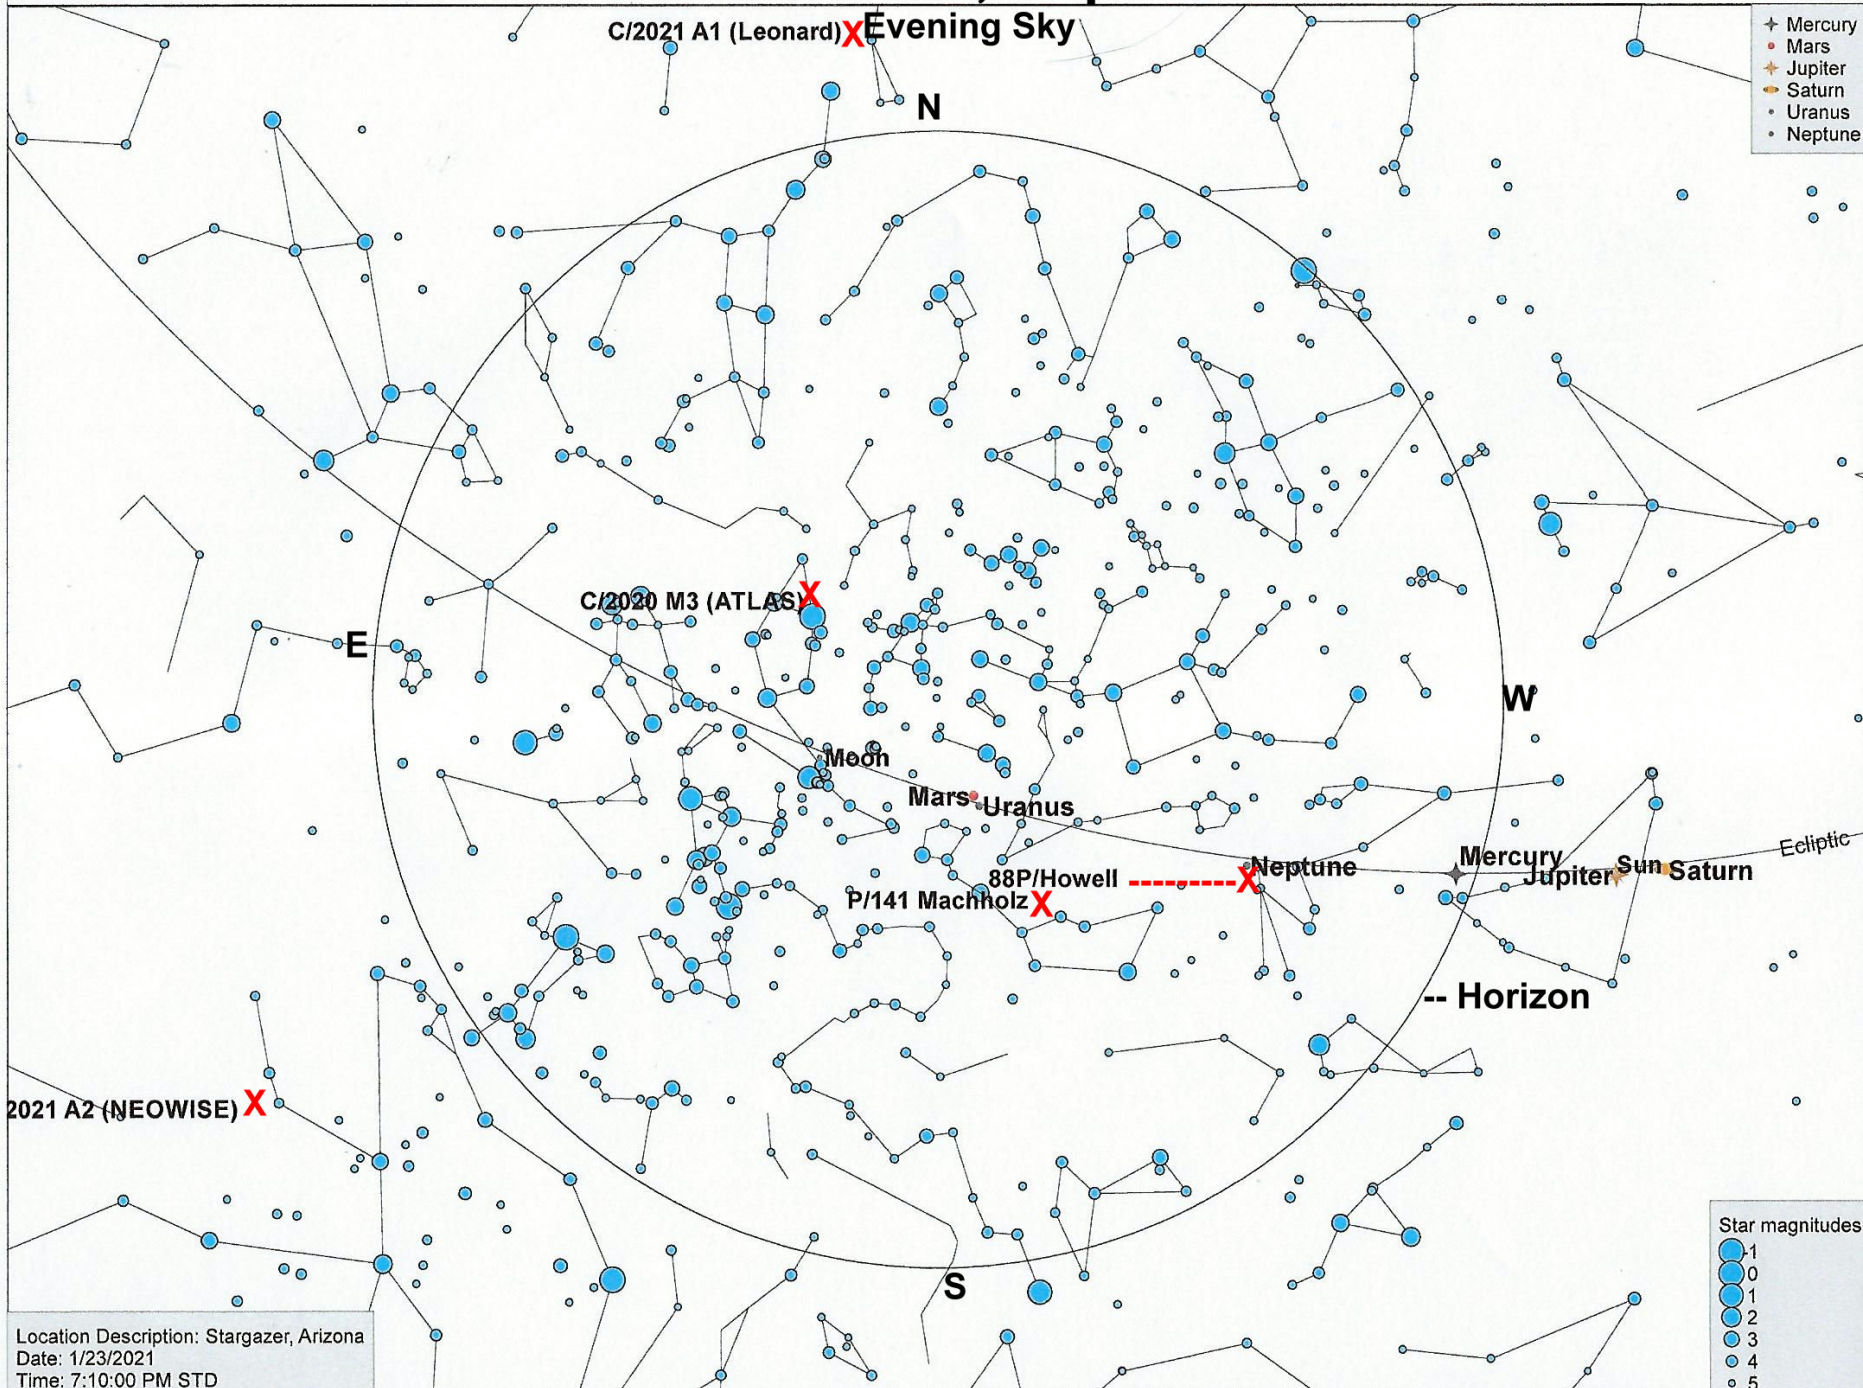 C/2021 A1 (Leonard) X Evening Sky
Mercury
Mars
Jupiter
Saturn
Uranus
Neptune
N
C/2020 M3 (ATLAS) X
E
W
Moon
Mars
Uranus
Ecliptic
Mercury
Neptune
Sun
Jupiter
Saturn
88P/Howell ---------- X
P/141 Machholz X
-- Horizon
2021 A2 (NEOWISE) X
S
Star magnitudes
-1
0
1
2
3
4
5
Location Description: Stargazer, Arizona
Date: 1/23/2021
Time: 7:10:00 PM STD